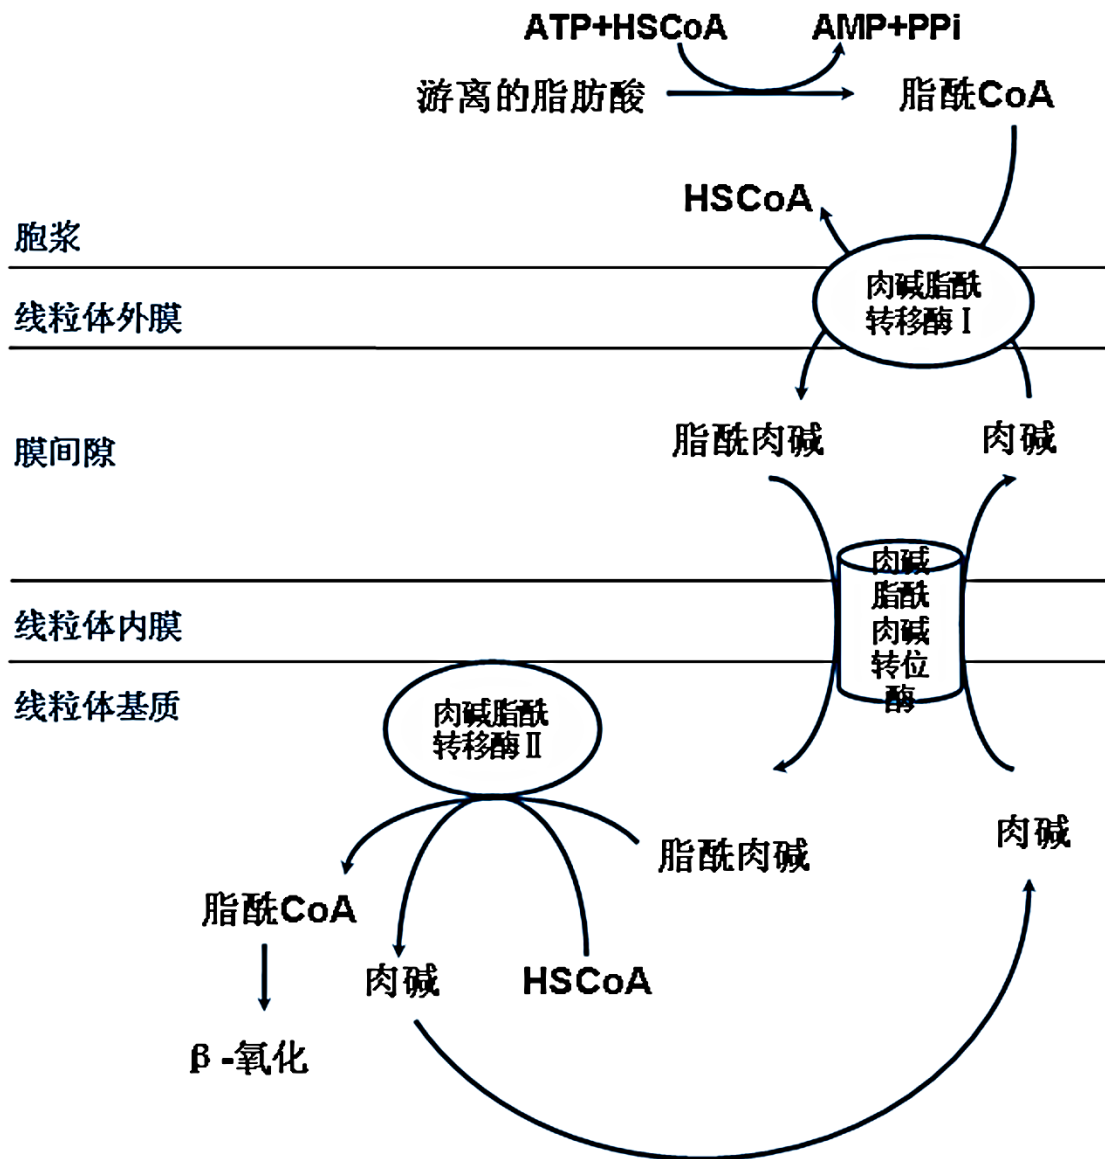 ATP+HSCoA
AMP+PPi
游离的脂肪酸
脂酰CoA
HSCoA
胞浆
肉碱脂酰
转移酶Ⅰ
线粒体外膜
膜间隙
脂酰肉碱
肉碱
肉碱
脂酰
肉碱
转位
酶
线粒体内膜
线粒体基质
肉碱脂酰
转移酶Ⅱ
脂酰肉碱
肉碱
脂酰CoA
肉碱
HSCoA
β-氧化